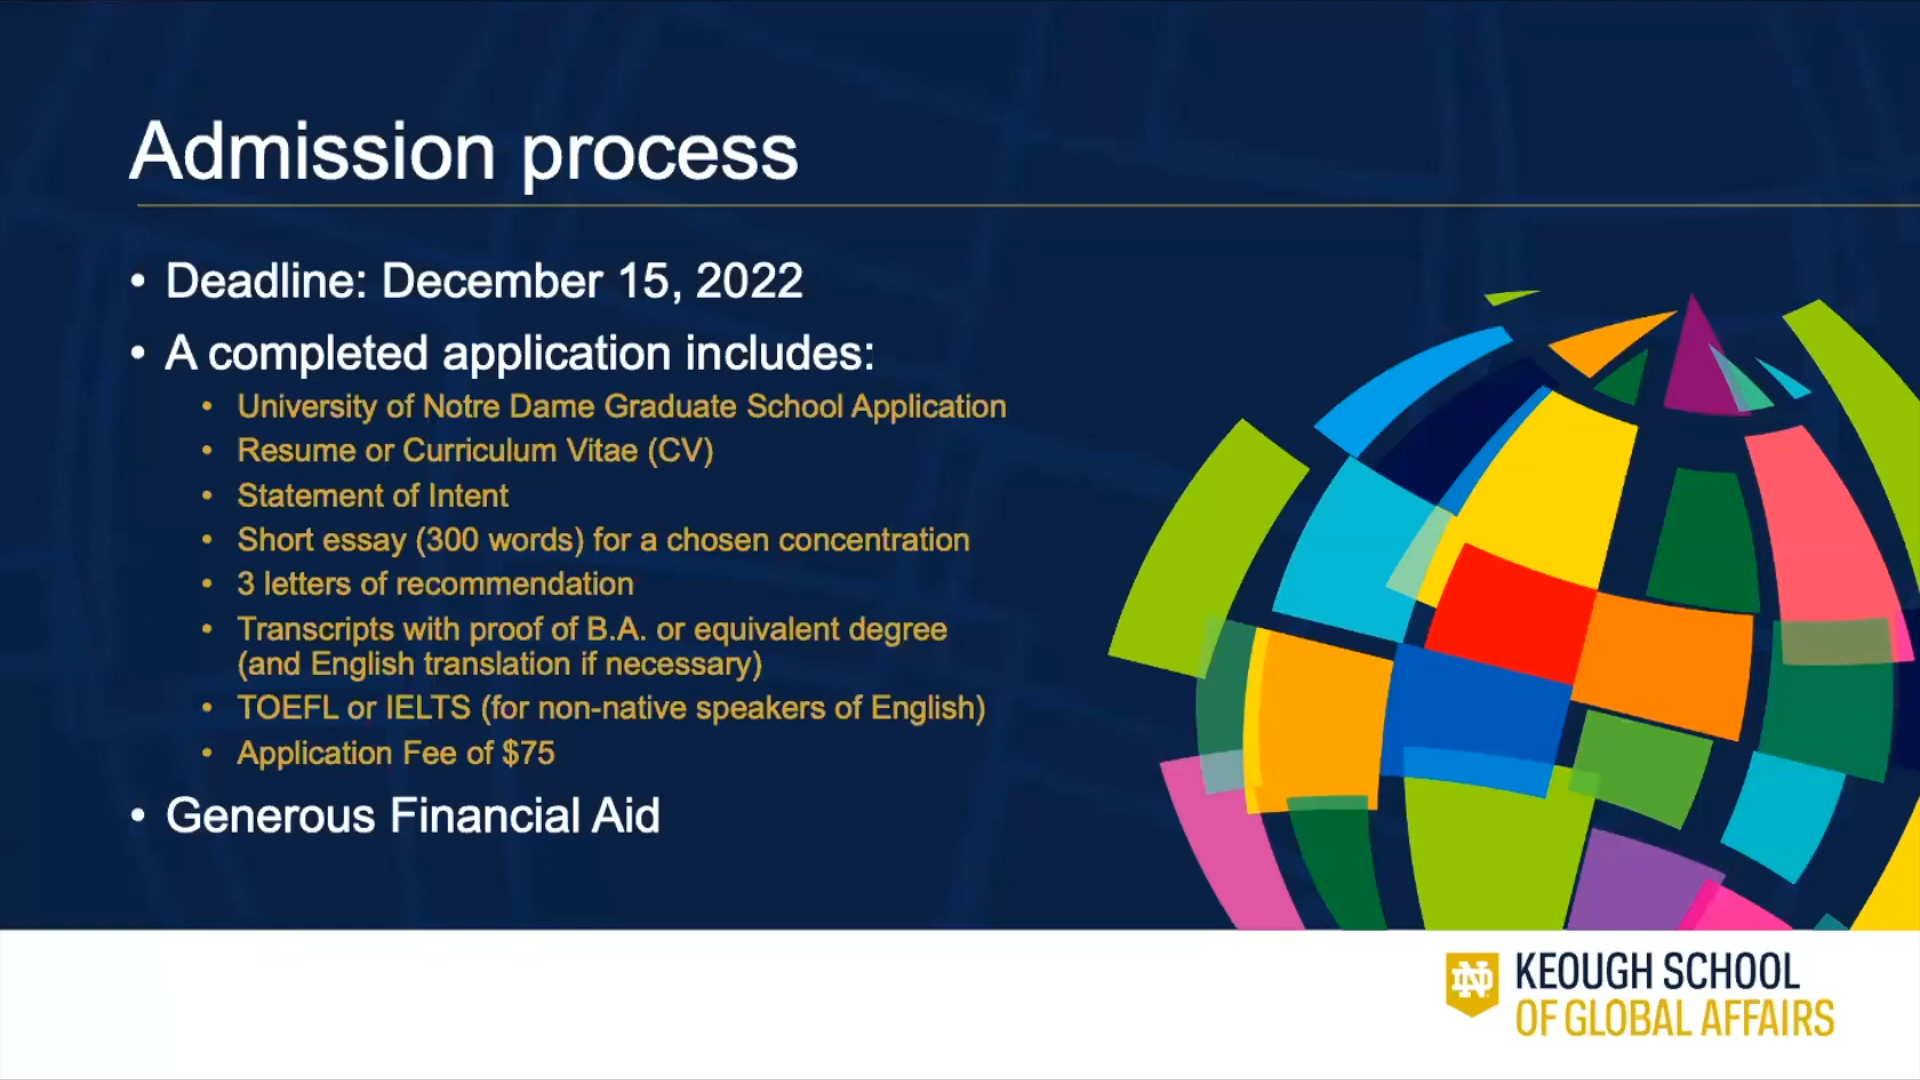 Admission process
• Deadline: December 15, 2022
• A completed application includes:
• University of Notre Dame Graduate School Application
• Resume or Curriculum Vitae (CV)
• Statement of Intent
• Short essay (300 words) for a chosen concentration
• 3 letters of recommendation
• Transcripts with proof of B.A. or equivalent degree
(and English translation if necessary)
• TOEFL or IELTS (for non-native speakers of English)
• Application Fee of $75
• Generous Financial Aid
ND
KEOUGH SCHOOL
OF GLOBAL AFFAIRS